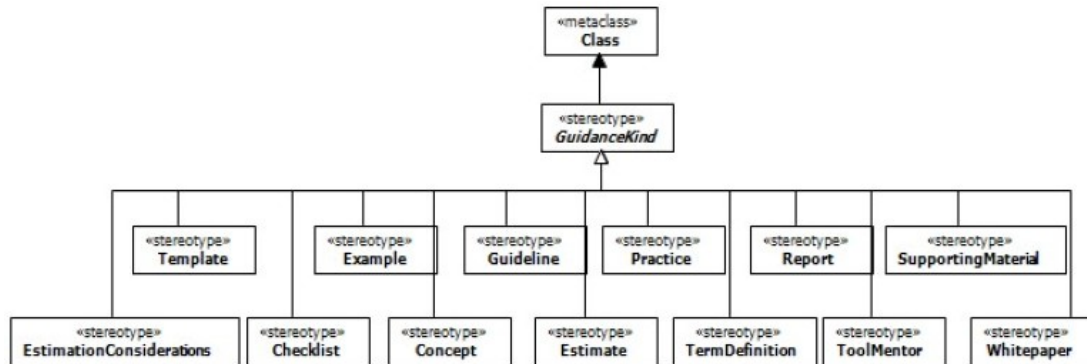 «metaclass»
Class
«stereotype»
GuidanceKind
«stereotype»
Template
«stereotype»
Example
«stereotype»
Guideline
«stereotype»
Practice
«stereotype»
Report
«stereotype»
SupportingMaterial
«stereotype»
EstimationConsiderations
«stereotype»
Checklist
«stereotype»
Concept
«stereotype»
Estimate
«stereotype»
TermDefinition
«stereotype»
ToolMentor
«stereotype»
Whitepaper